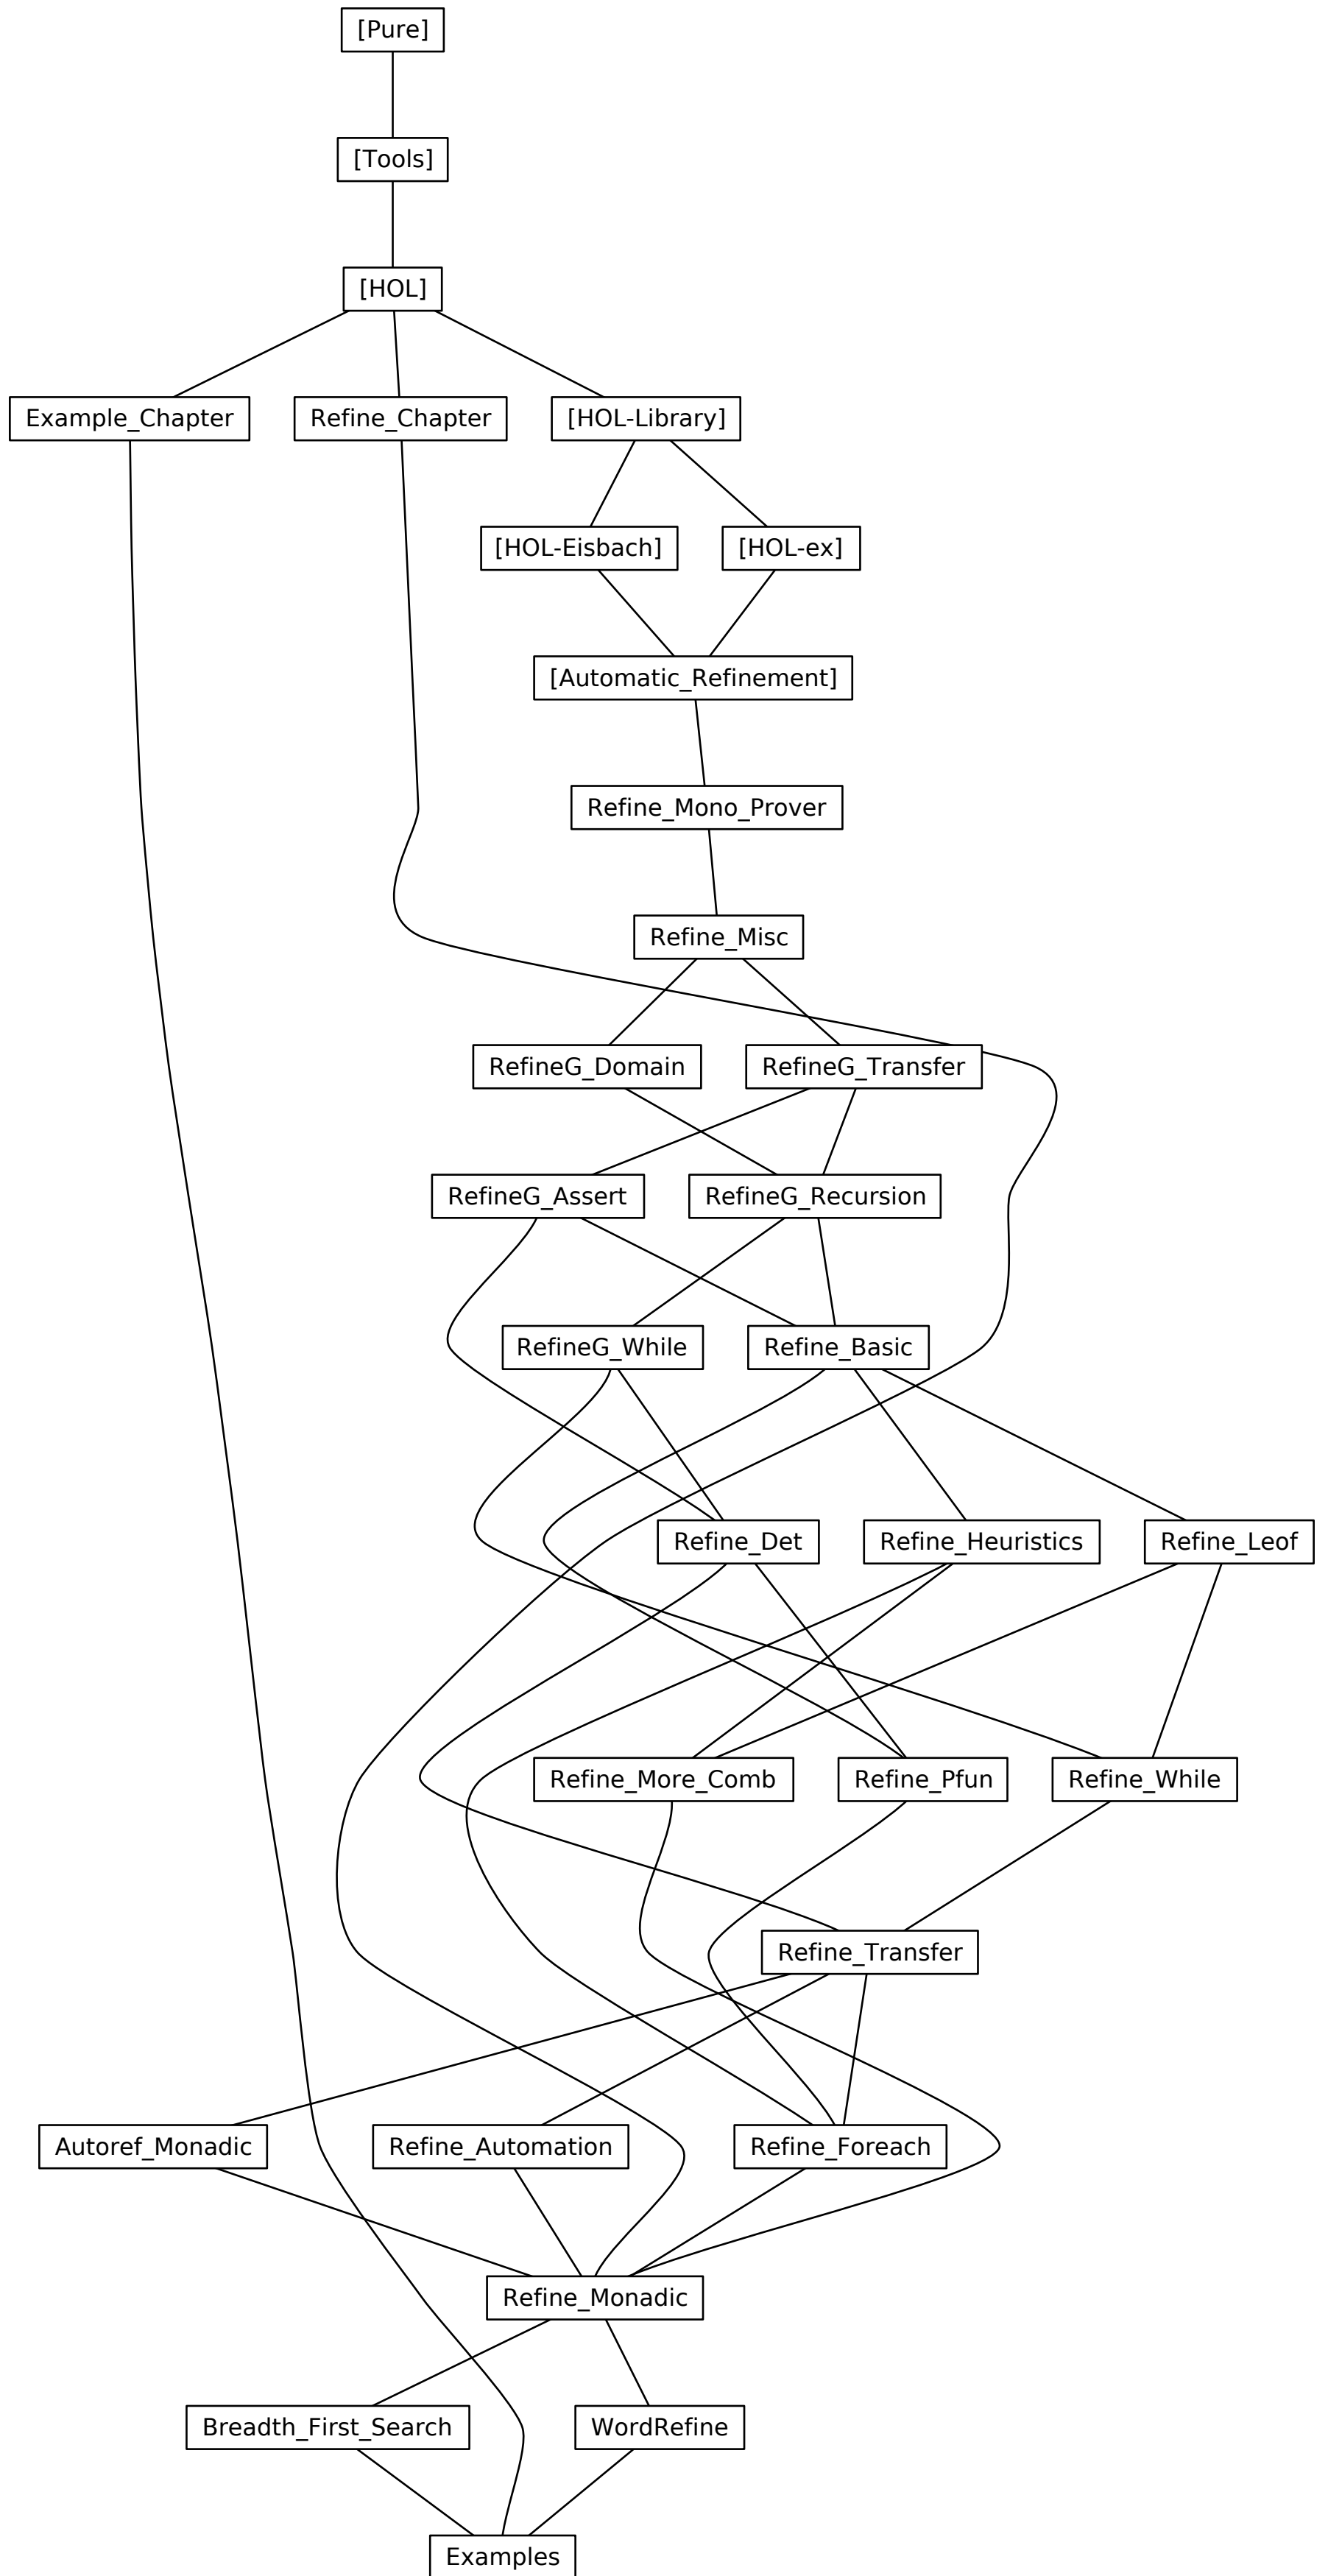 [Pure]
[Tools]
[HOL]
Example_Chapter
Refine_Chapter
[HOL-Library]
[HOL-Eisbach]
[HOL-ex]
[Automatic_Refinement]
Refine_Mono_Prover
Refine_Misc
RefineG_Domain
RefineG_Transfer
RefineG_Assert
RefineG_Recursion
RefineG_While
Refine_Basic
Refine_Det
Refine_Heuristics
Refine_Leof
Refine_More_Comb
Refine_Pfun
Refine_While
Refine_Transfer
Autoref_Monadic
Refine_Automation
Refine_Foreach
Refine_Monadic
Breadth_First_Search
WordRefine
Examples